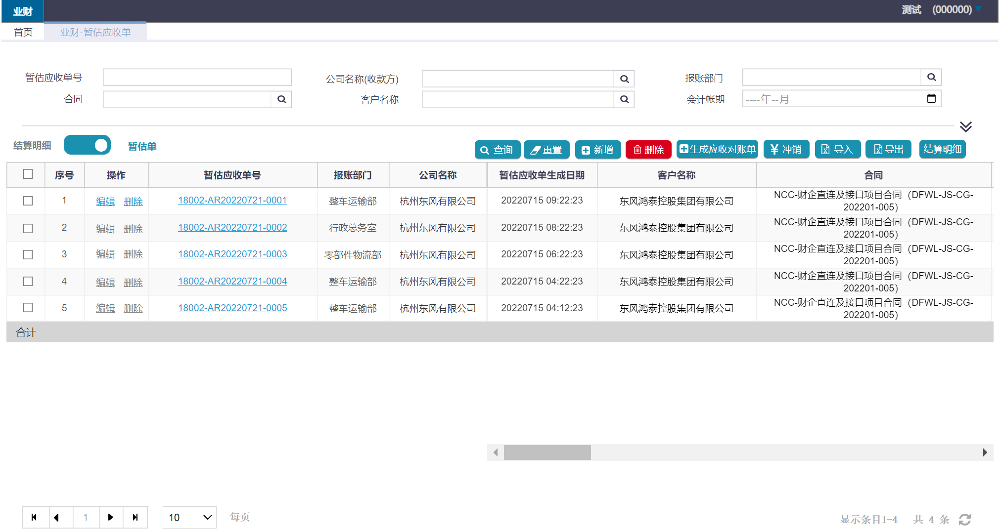 业财
测试 (000000)
首页 业财-暂估应收单
暂估应收单号 公司名称(收款方) 报账部门
合同 客户名称 会计帐期 ----年--月
结算明细 暂估单 查询 重置 新增 删除 生成应收对账单 冲销 导入 导出 结算明细
序号 操作 暂估应收单号 报账部门 公司名称 暂估应收单生成日期 客户名称 合同
1 编辑 删除 18002-AR20220721-0001 整车运输部 杭州东风有限公司 20220715 09:22:23 东风鸿泰控股集团有限公司 NCC-财企直连及接口项目合同（DFWL-JS-CG-
202201-005）
2 编辑 删除 18002-AR20220721-0002 行政总务室 杭州东风有限公司 20220715 08:22:23 东风鸿泰控股集团有限公司 NCC-财企直连及接口项目合同（DFWL-JS-CG-
202201-005）
3 编辑 删除 18002-AR20220721-0003 零部件物流部 杭州东风有限公司 20220715 06:22:23 东风鸿泰控股集团有限公司 NCC-财企直连及接口项目合同（DFWL-JS-CG-
202201-005）
4 编辑 删除 18002-AR20220721-0004 整车运输部 杭州东风有限公司 20220715 04:22:23 东风鸿泰控股集团有限公司 NCC-财企直连及接口项目合同（DFWL-JS-CG-
202201-005）
5 编辑 删除 18002-AR20220721-0005 整车运输部 杭州东风有限公司 20220715 04:12:23 东风鸿泰控股集团有限公司 NCC-财企直连及接口项目合同（DFWL-JS-CG-
202201-005）
合计
1 10 每页 显示条目1-4 共 4 条